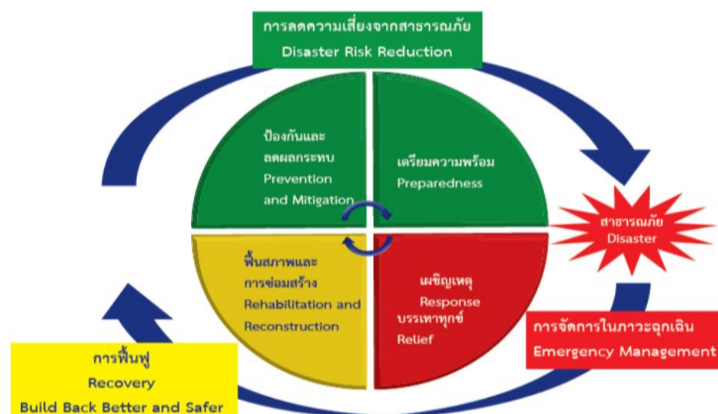 การลดความเสี่ยงจากสาธารณภัย
Disaster Risk Reduction
ป้องกันและ
ลดผลกระทบ
Prevention
and Mitigation
เตรียมความพร้อม
Preparedness
สาธารณภัย
Disaster
ฟื้นสภาพและ
การซ่อมสร้าง
Rehabilitation and
Reconstruction
เผชิญเหตุ
Response
บรรเทาทุกข์
Relief
การจัดการในภาวะฉุกเฉิน
Emergency Management
การฟื้นฟู
Recovery
Build Back Better and Safer